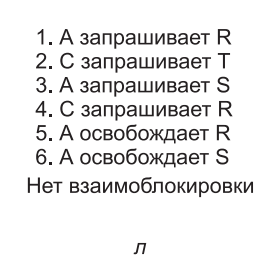 1. А запрашивает R
2. С запрашивает T
3. А запрашивает S
4. С запрашивает R
5. А освобождает R
6. А освобождает S
Нет взаимоблокировки
л